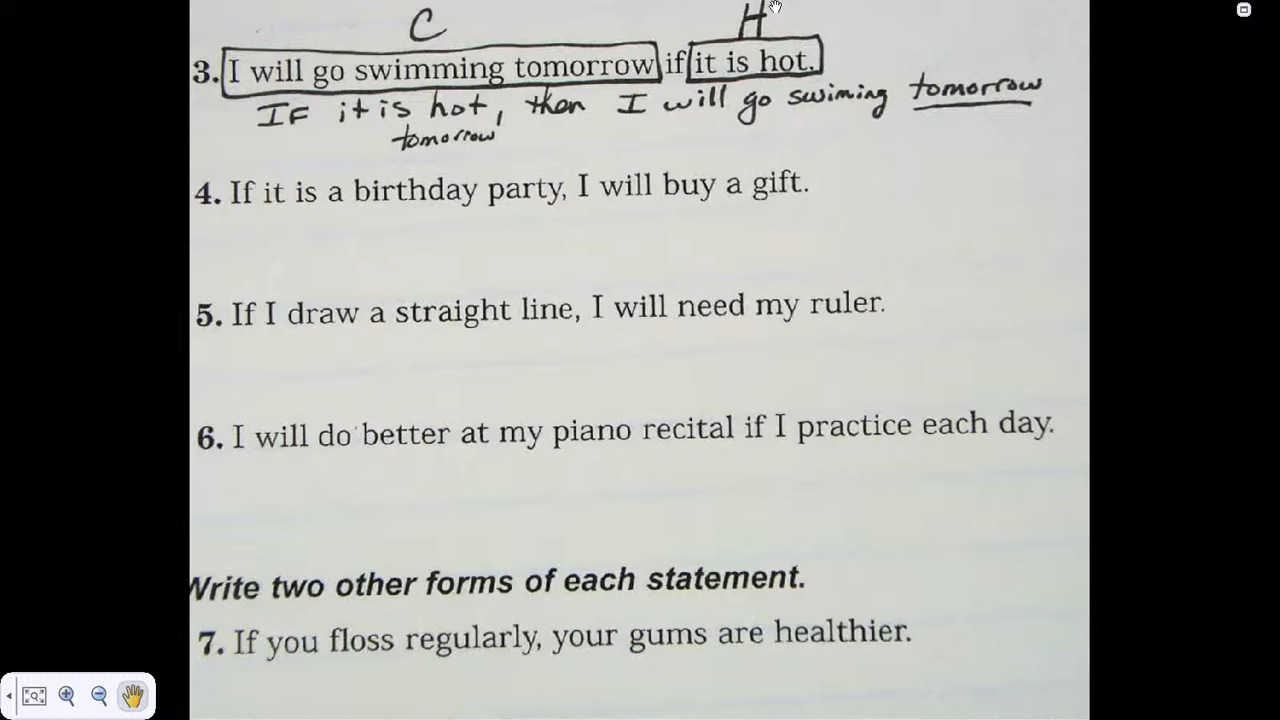 C H
3. I will go swimming tomorrow if it is hot.
IF it is hot, then I will go swiming tomorrow
tomorrow
4. If it is a birthday party, I will buy a gift.
5. If I draw a straight line, I will need my ruler.
6. I will do better at my piano recital if I practice each day.
Write two other forms of each statement.
7. If you floss regularly, your gums are healthier.